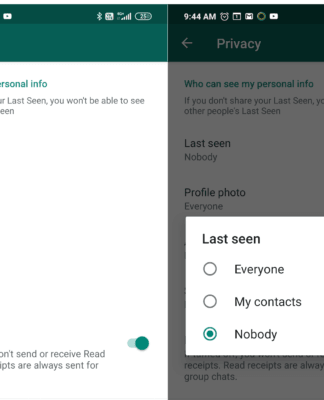 25
ersonal info
ur Last Seen, you won't be able to see
een
on't send or receive Read
eipts are always sent for
9:44 AM
Privacy
Who can see my personal info
If you don't share your Last Seen, yo
other people's Last Seen
Last seen
Nobody
Profile photo
Everyone
Last seen
Everyone
My contacts
Nobody
receipts. Read receipts are alway
group chats.